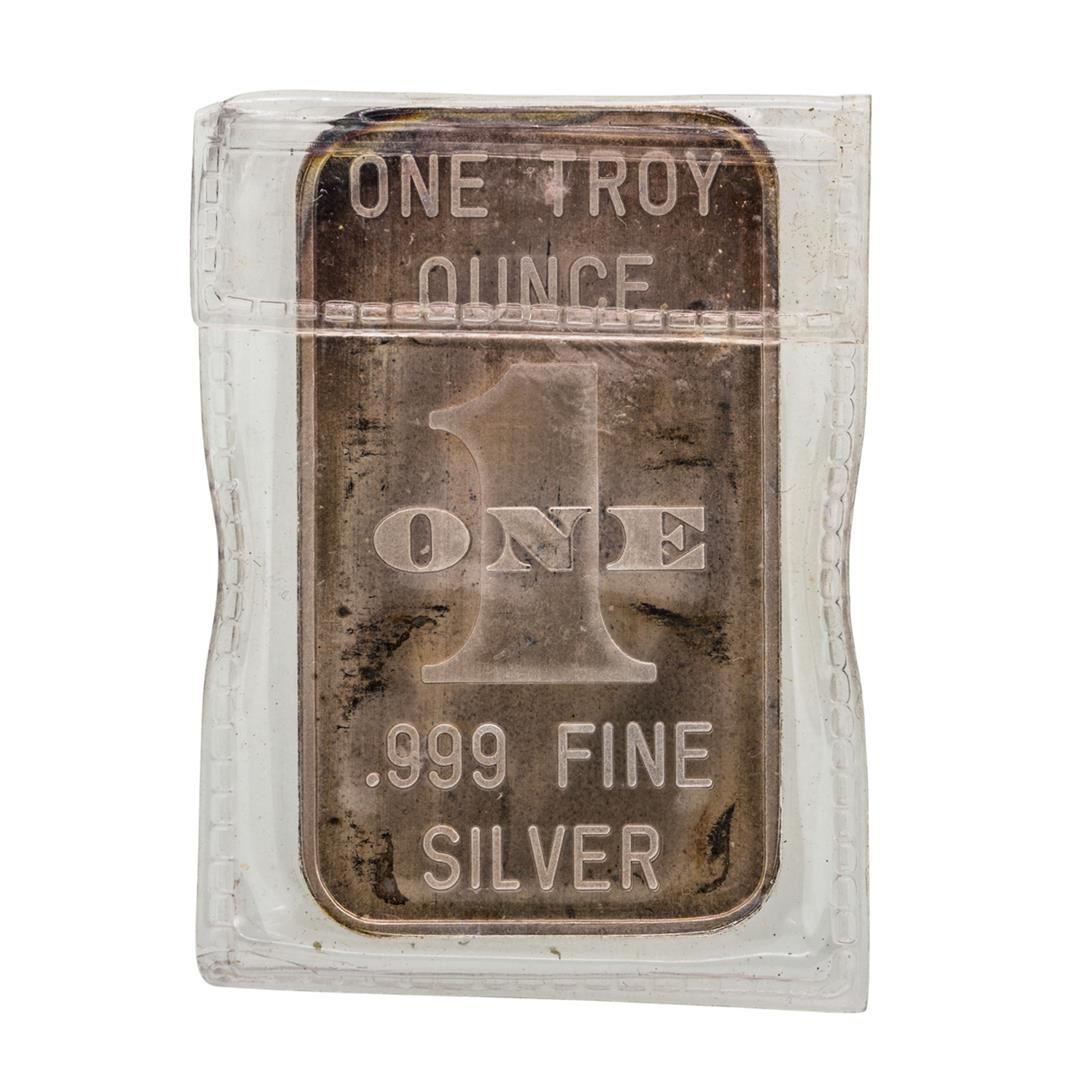 ONE TROY
OUNCE
1
ONE
.999 FINE
SILVER